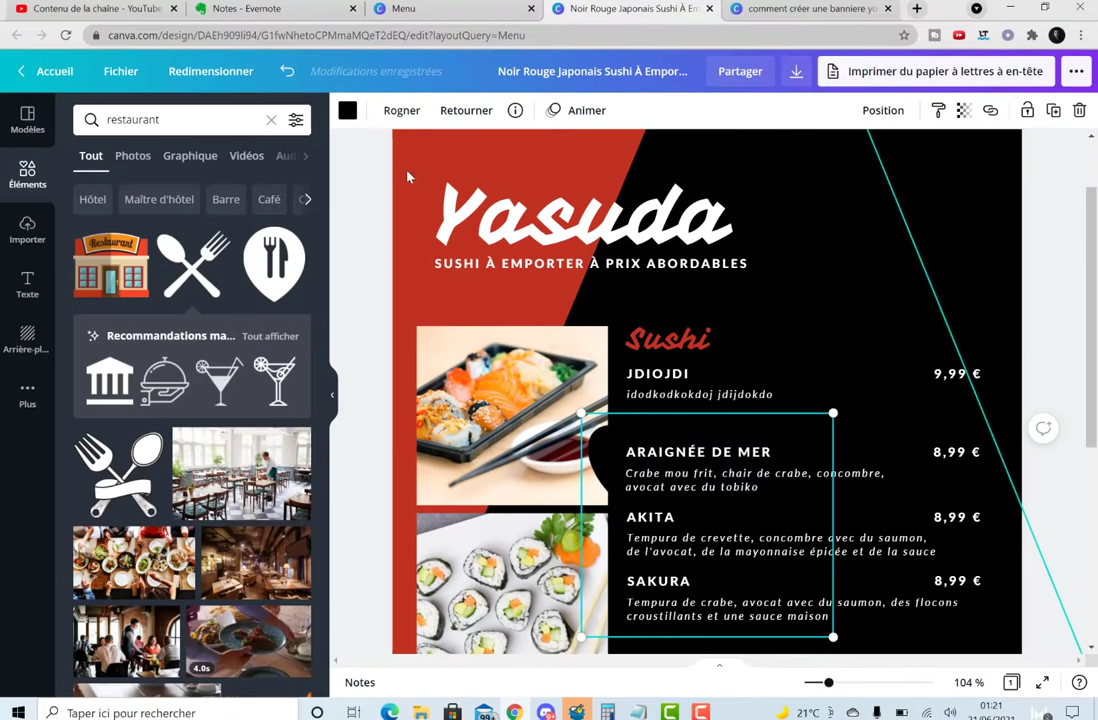 Contenu de la chaîne - YouTube
Notes - Evernote
Menu
Noir Rouge Japonais Sushi À Em
comment créer une banniere yo
canva.com/design/DAEh909li94/G1fwNhetoCPMmaMQeT2dEQ/edit?layoutQuery=Menu
Accueil
Fichier
Redimensionner
Modifications enregistrées
Noir Rouge Japonais Sushi À Empor...
Partager
Imprimer du papier à lettres à en-tête
Modèles
Éléments
Importer
Texte
Arrière-pl...
Plus
restaurant
Tout
Photos
Graphique
Vidéos
Aud
Hôtel
Maître d'hôtel
Barre
Café
Restaurant
Recommandations ma...
Tout afficher
4.0s
Rogner
Retourner
Animer
Position
Yasuda
SUSHI À EMPORTER À PRIX ABORDABLES
Sushi
JDIOJDI 9,99 €
idodkodkokdoj jdijdokdo
ARAIGNÉE DE MER 8,99 €
Crabe mou frit, chair de crabe, concombre,
avocat avec du tobiko
AKITA 8,99 €
Tempura de crevette, concombre avec du saumon,
de l'avocat, de la mayonnaise épicée et de la sauce
SAKURA 8,99 €
Tempura de crabe, avocat avec du saumon, des flocons
croustillants et une sauce maison
Notes
104 %
1
Taper ici pour rechercher
99+
21°C
01:21
21/06/2021